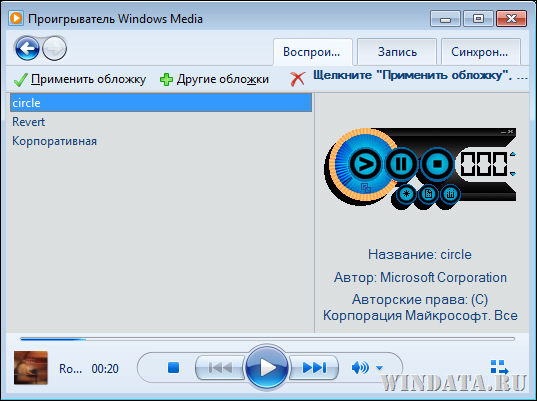 Проигрыватель Windows Media
Воспрои... Запись Синхрон...
Применить обложку Другие обложки Щелкните "Применить обложку", ...
circle
Revert
Корпоративная
000
Название: circle
Автор: Microsoft Corporation
Авторские права: (C)
Корпорация Майкрософт. Все
Ro... 00:20
WINDATA.RU